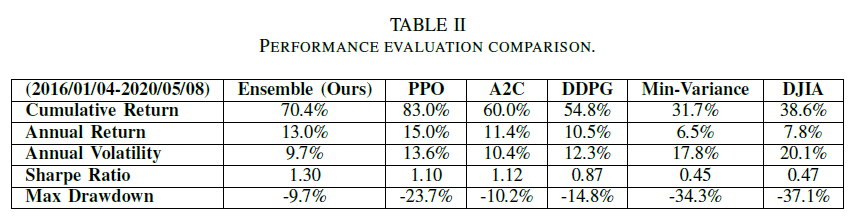 TABLE II
PERFORMANCE EVALUATION COMPARISON.
(2016/01/04-2020/05/08) Ensemble (Ours) PPO A2C DDPG Min-Variance DJIA
Cumulative Return 70.4% 83.0% 60.0% 54.8% 31.7% 38.6%
Annual Return 13.0% 15.0% 11.4% 10.5% 6.5% 7.8%
Annual Volatility 9.7% 13.6% 10.4% 12.3% 17.8% 20.1%
Sharpe Ratio 1.30 1.10 1.12 0.87 0.45 0.47
Max Drawdown -9.7% -23.7% -10.2% -14.8% -34.3% -37.1%